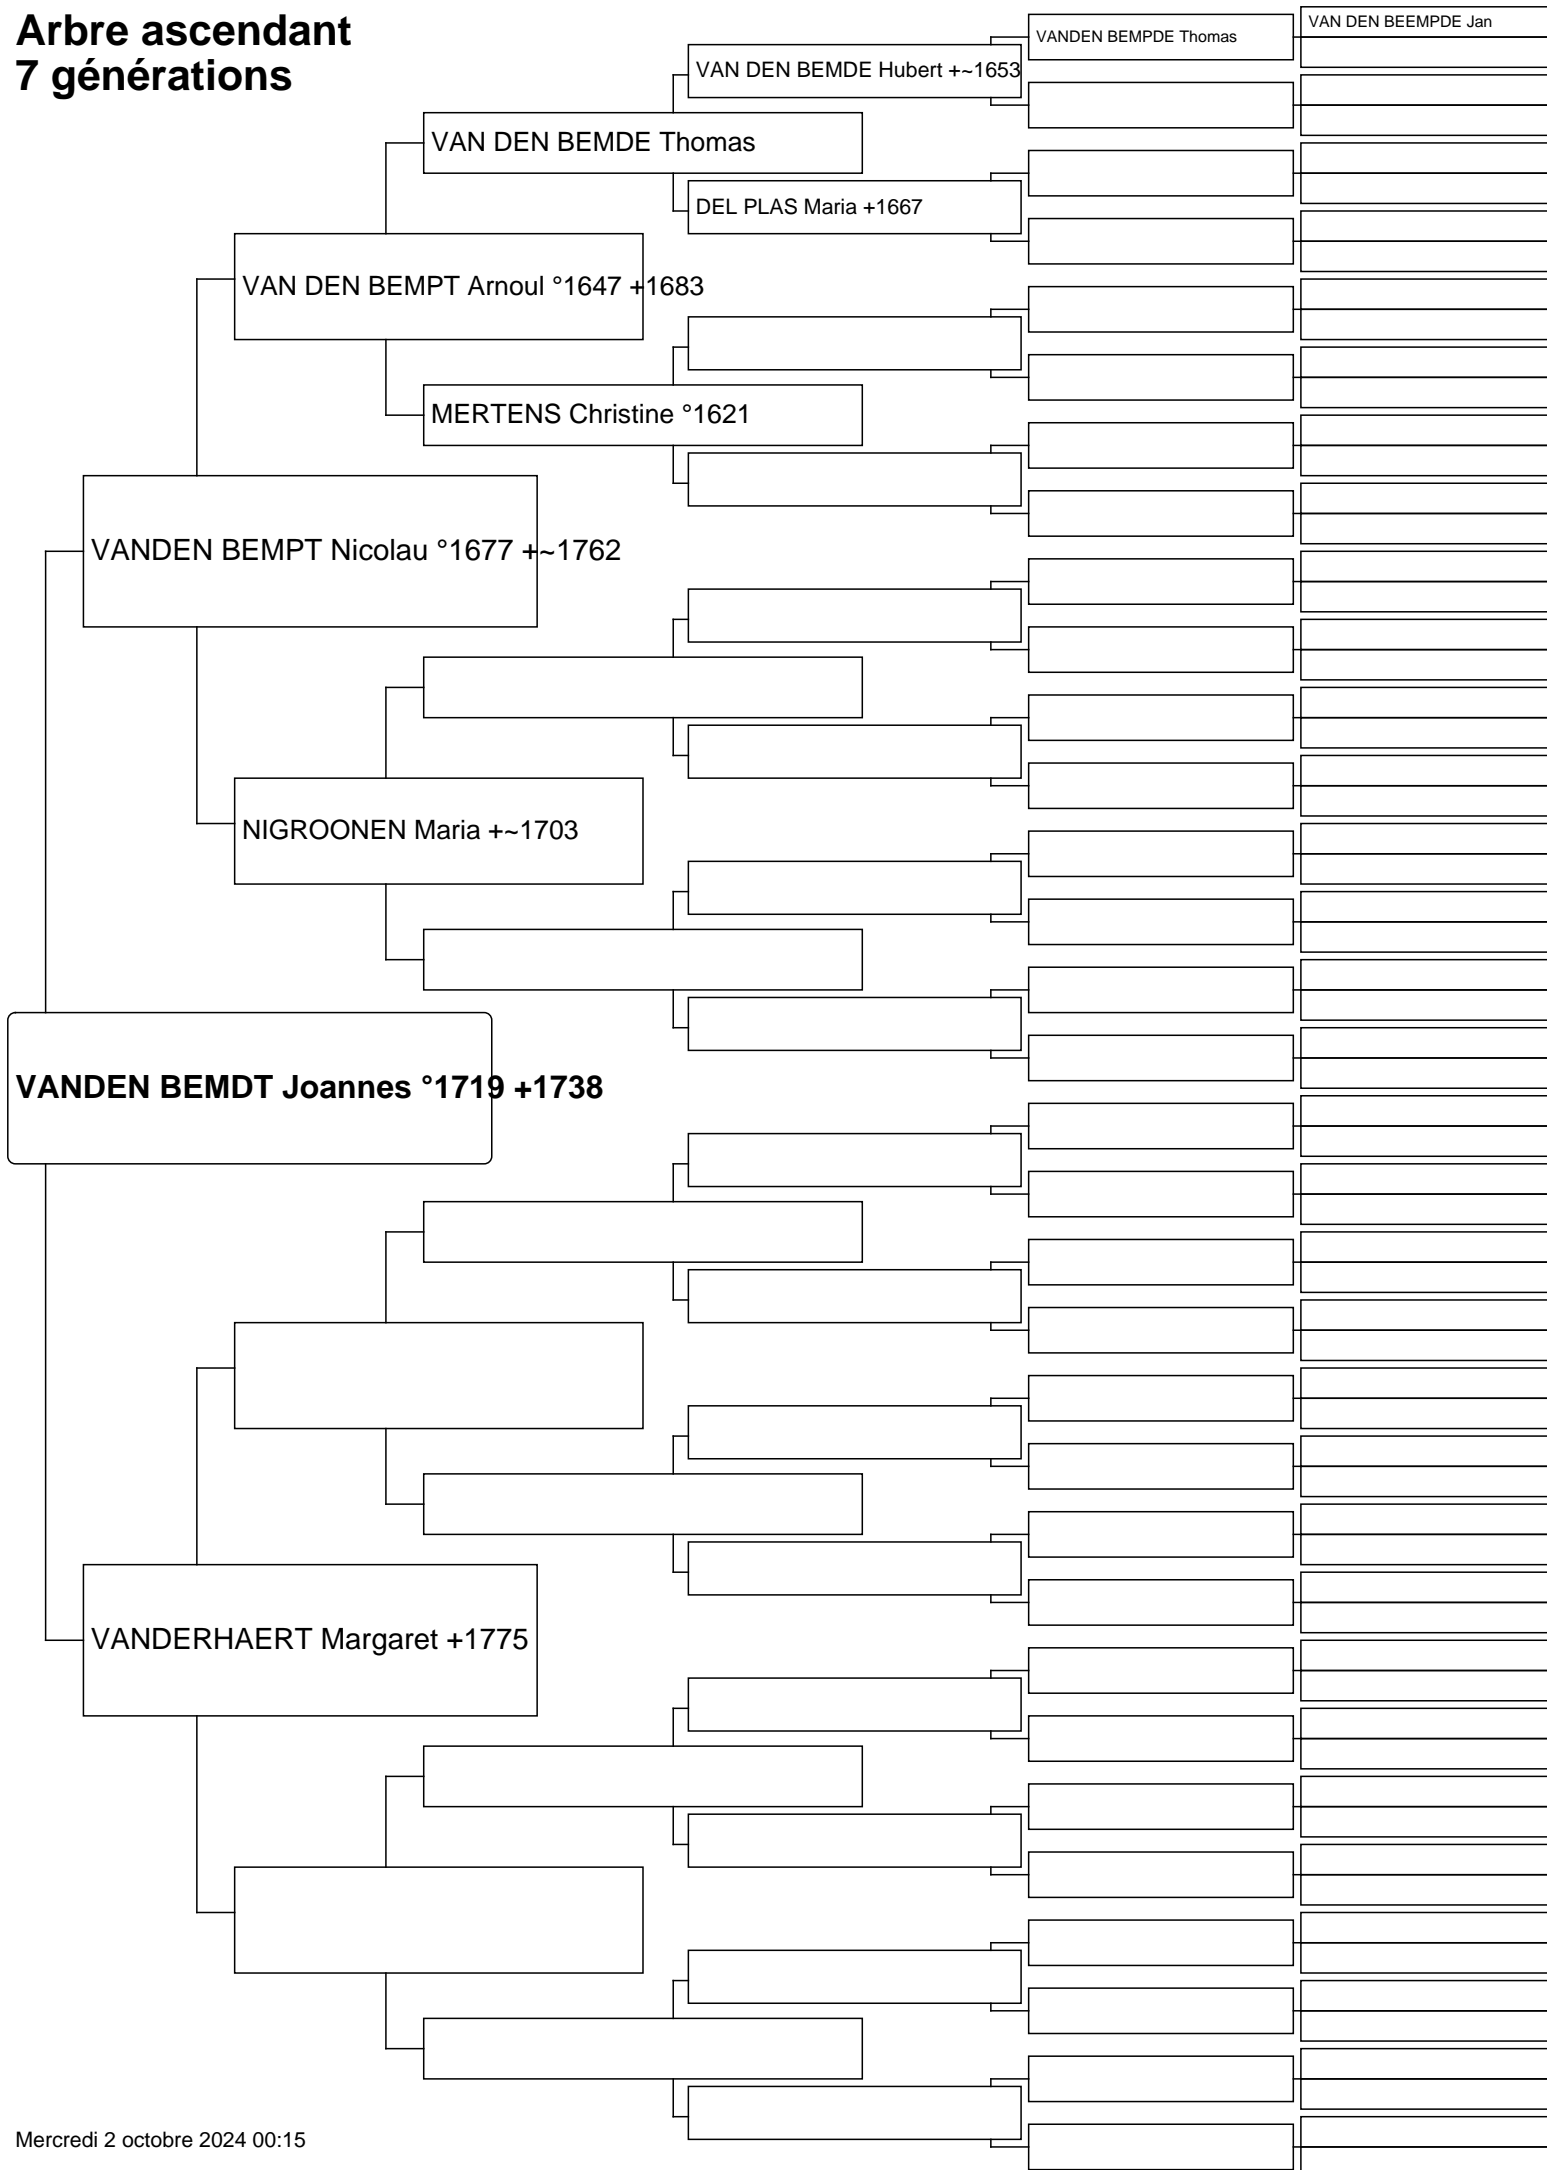 Arbre ascendant
7 générations
VAN DEN BEEMPDE Jan
VANDEN BEMPDE Thomas
VAN DEN BEMDE Hubert +~1653
VAN DEN BEMDE Thomas
DEL PLAS Maria +1667
VAN DEN BEMPT Arnoul °1647 +1683
MERTENS Christine °1621
VANDEN BEMPT Nicolau °1677 +~1762
NIGROONEN Maria +~1703
VANDEN BEMDT Joannes °1719 +1738
VANDERHAERT Margaret +1775
Mercredi 2 octobre 2024 00:15